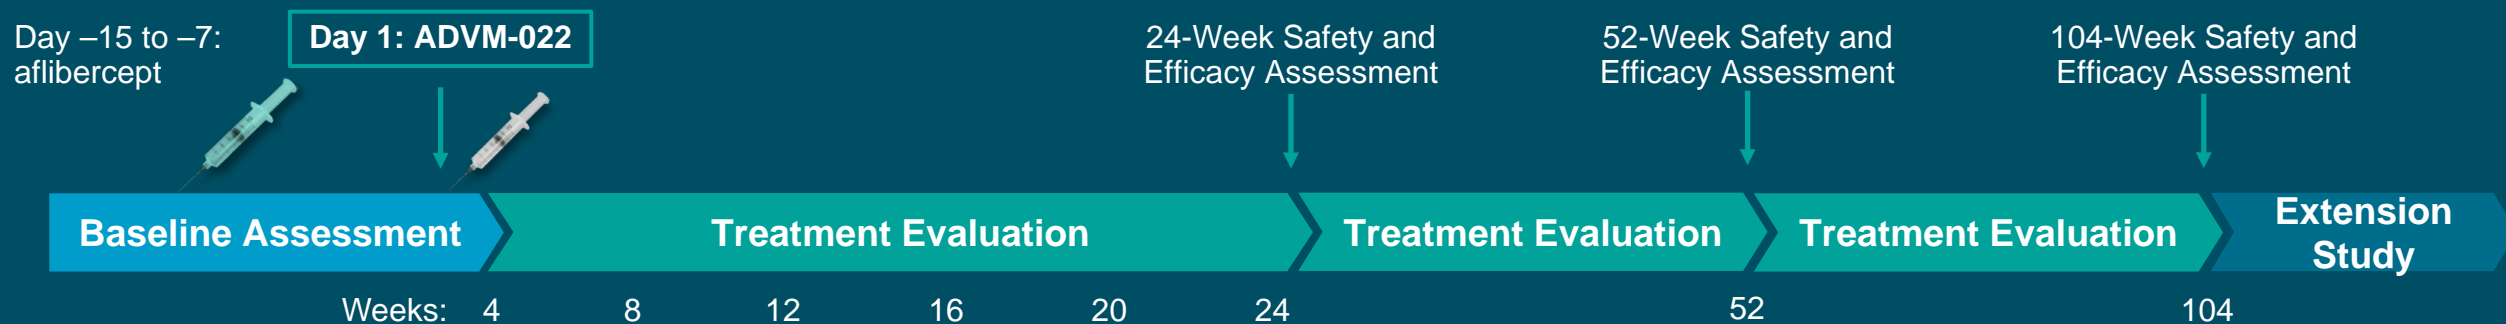 Day –15 to –7:
aflibercept
Day 1: ADVM-022
24-Week Safety and
Efficacy Assessment
52-Week Safety and
Efficacy Assessment
104-Week Safety and
Efficacy Assessment
Baseline Assessment
Treatment Evaluation
Treatment Evaluation
Treatment Evaluation
Extension
Study
Weeks: 4 8 12 16 20 24 52 104